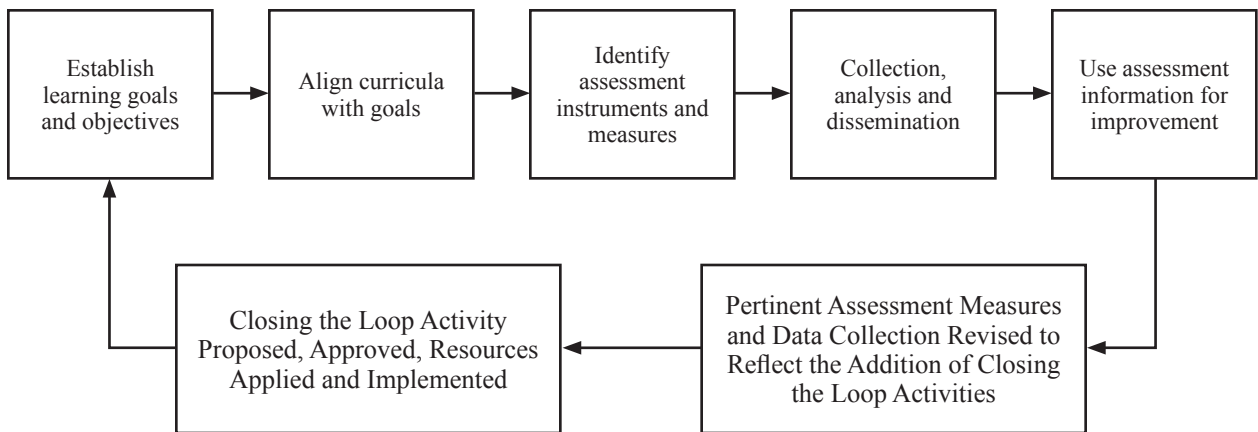 Establish
learning goals
and objectives
Align curricula
with goals
Identify
assessment
instruments and
measures
Collection,
analysis and
dissemination
Use assessment
information for
improvement
Closing the Loop Activity
Proposed, Approved, Resources
Applied and Implemented
Pertinent Assessment Measures
and Data Collection Revised to
Reflect the Addition of Closing
the Loop Activities